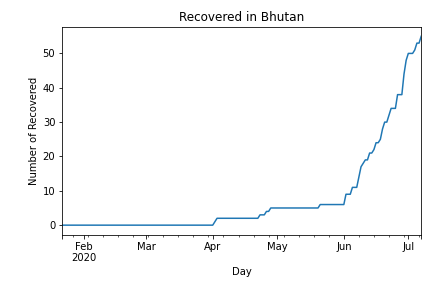 Recovered in Bhutan
Number of Recovered
50
40
30
20
10
0
Feb
2020
Mar
Apr
May
Jun
Jul
Day